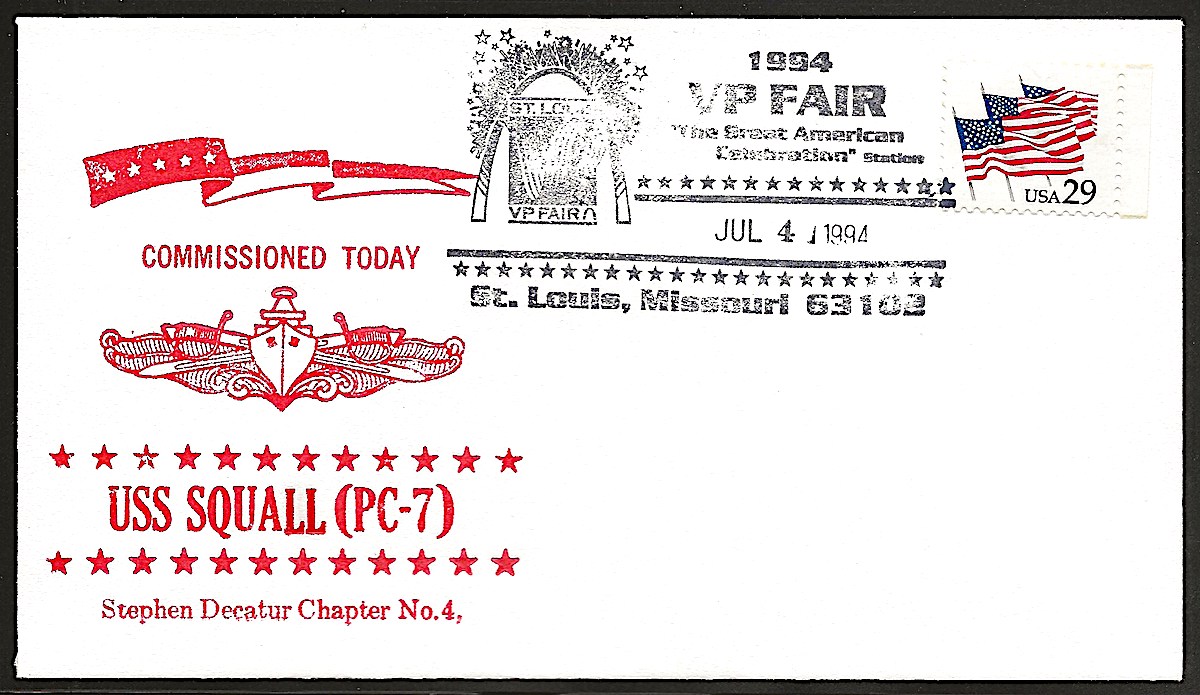 1994
VP FAIR
"The Great American
Celebration" Station
ST. LOUIS
VP FAIR
USA 29
JUL 4 1994
St. Louis, Missouri 63102
COMMISSIONED TODAY
USS SQUALL (PC-7)
Stephen Decatur Chapter No.4,